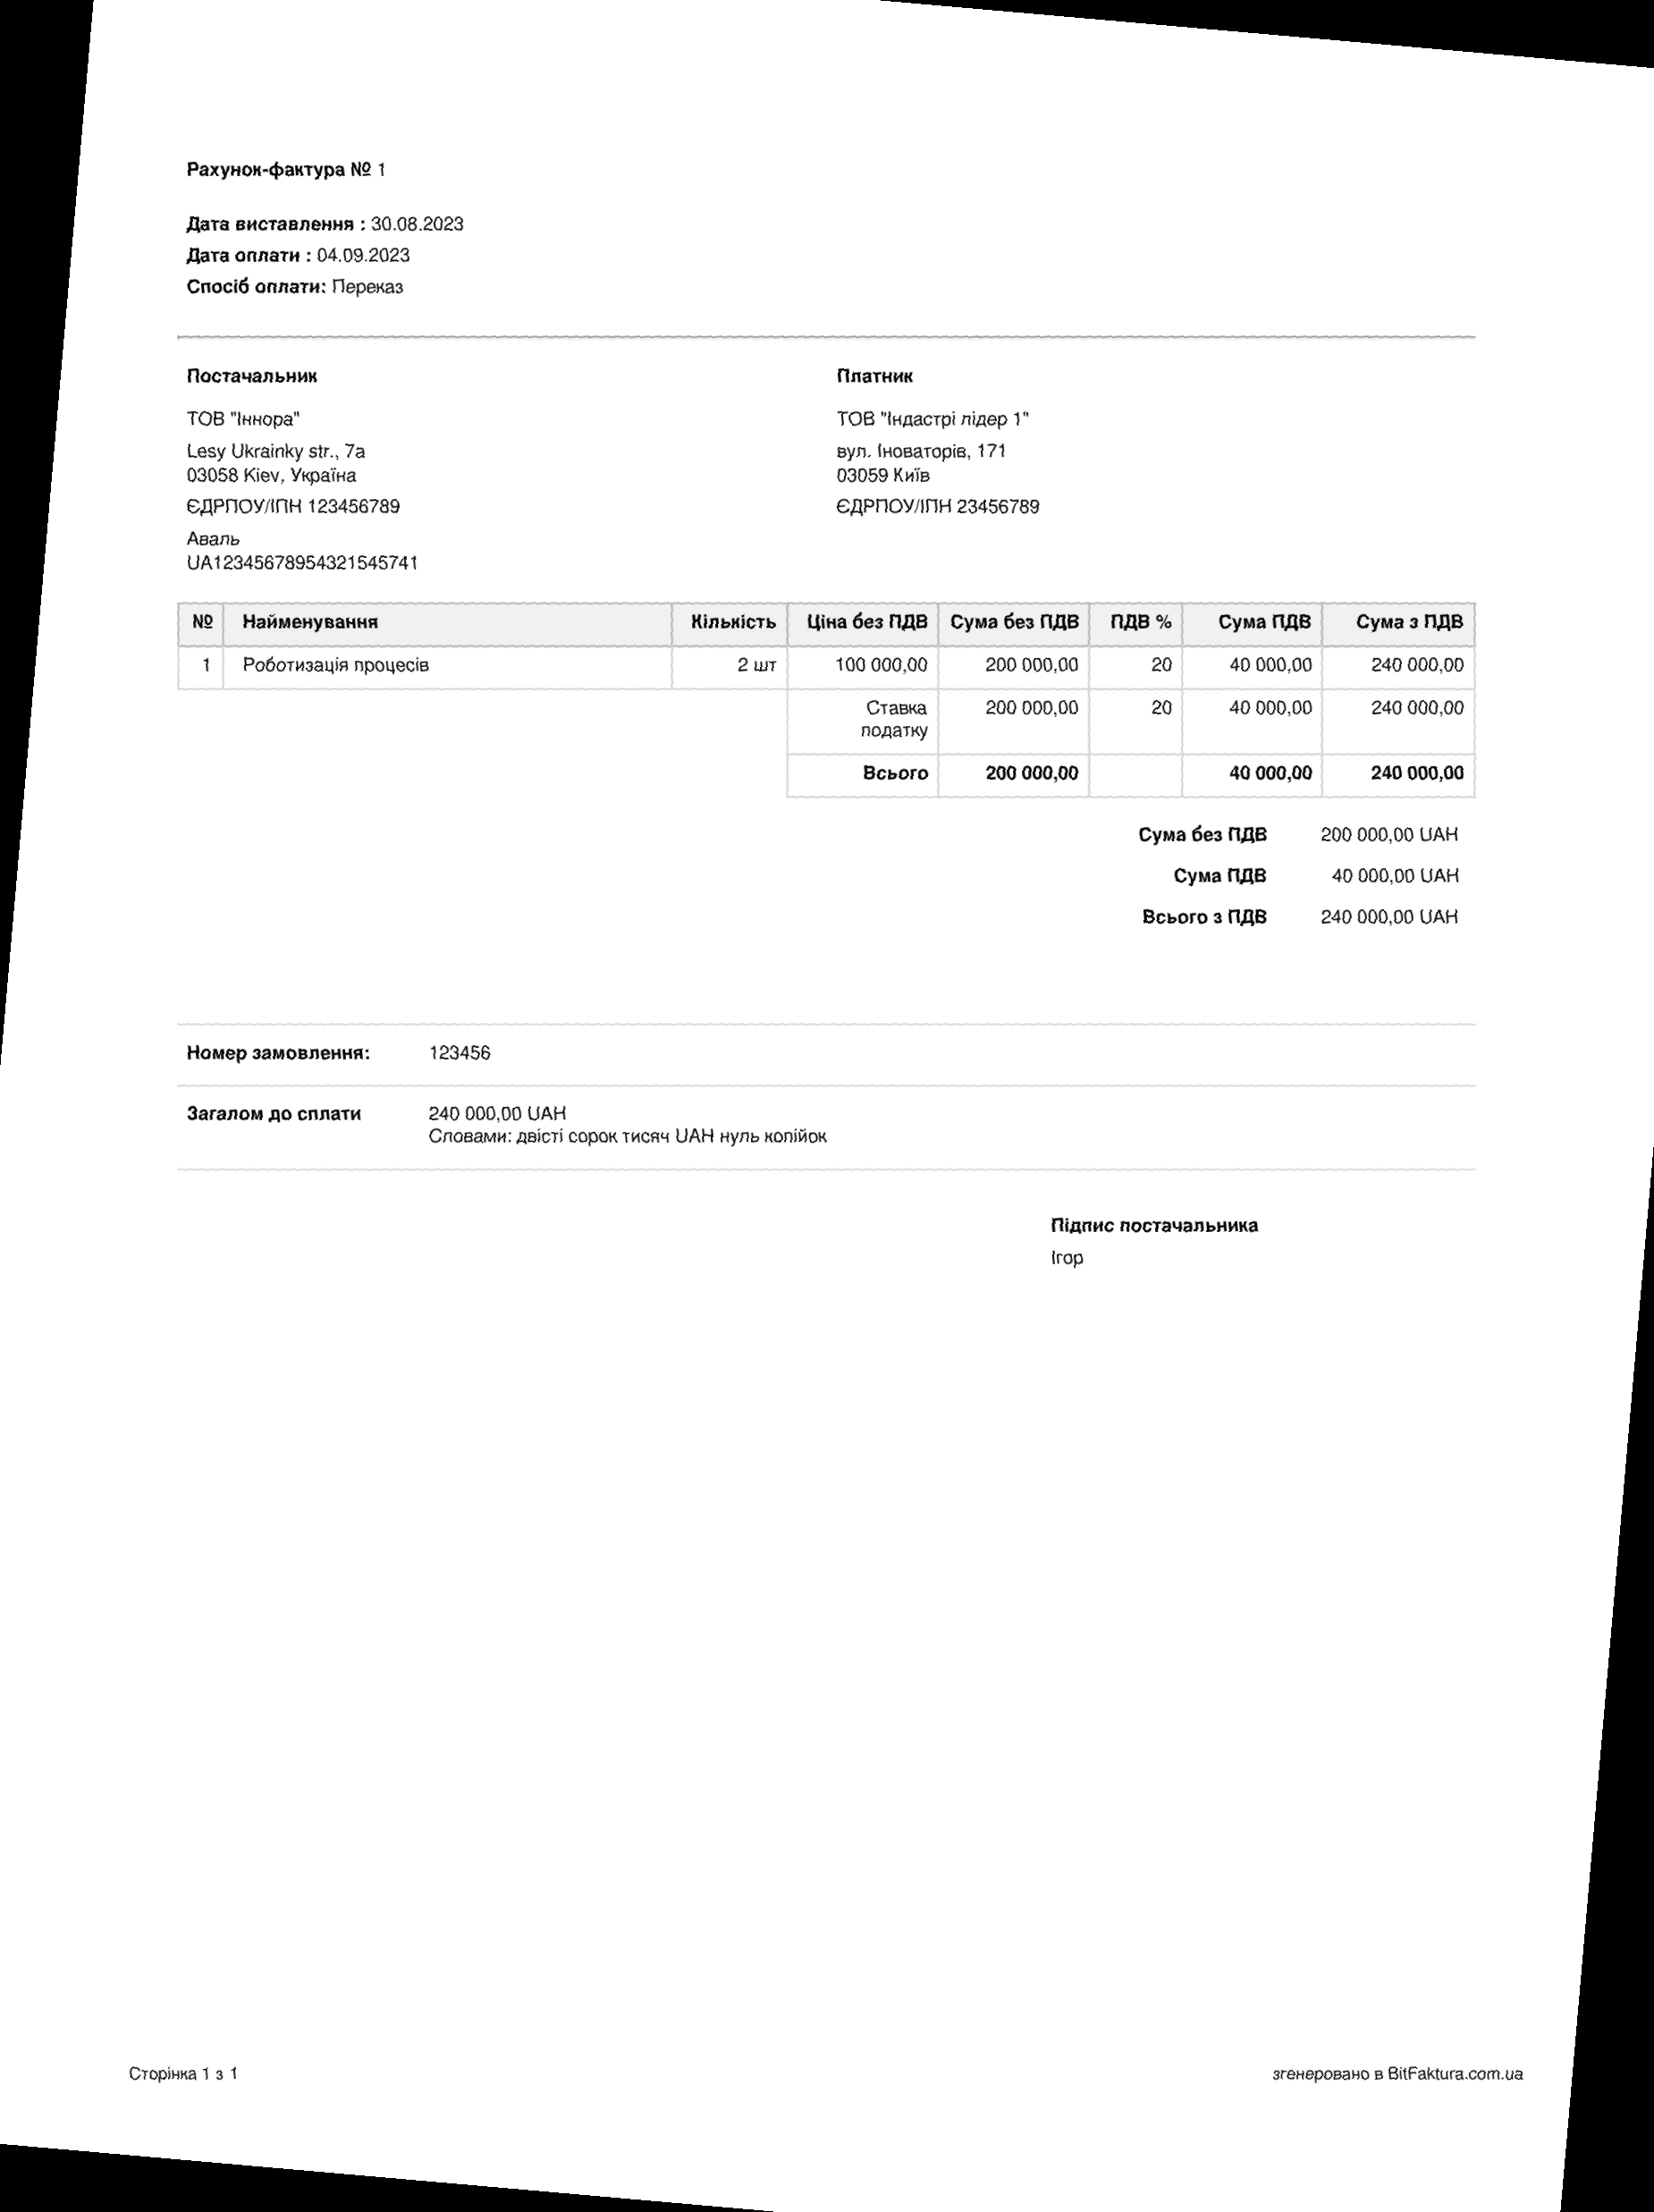 Рахунок-фактура № 1
Дата виставлення : 30.08.2023
Дата оплати : 04.09.2023
Спосіб оплати: Переказ
Постачальник
ТОВ "Іннора"
Lesy Ukrainky str., 7a
03058 Kiev, Україна
ЄДРПОУ/ІПН 123456789
Аваль
UA12345678954321545741
Платник
ТОВ "Індастрі лідер 1"
вул. Іноваторів, 171
03059 Київ
ЄДРПОУ/ІПН 23456789
№ Найменування Кількість Ціна без ПДВ Сума без ПДВ ПДВ % Сума ПДВ Сума з ПДВ
1 Роботизація процесів 2 шт 100 000,00 200 000,00 20 40 000,00 240 000,00
Ставка податку 200 000,00 20 40 000,00 240 000,00
Всього 200 000,00 40 000,00 240 000,00
Сума без ПДВ 200 000,00 UAH
Сума ПДВ 40 000,00 UAH
Всього з ПДВ 240 000,00 UAH
Номер замовлення: 123456
Загалом до сплати 240 000,00 UAH
Словами: двісті сорок тисяч UAH нуль копійок
Підпис постачальника
Ігор
Сторінка 1 з 1
згенеровано в BitFaktura.com.ua